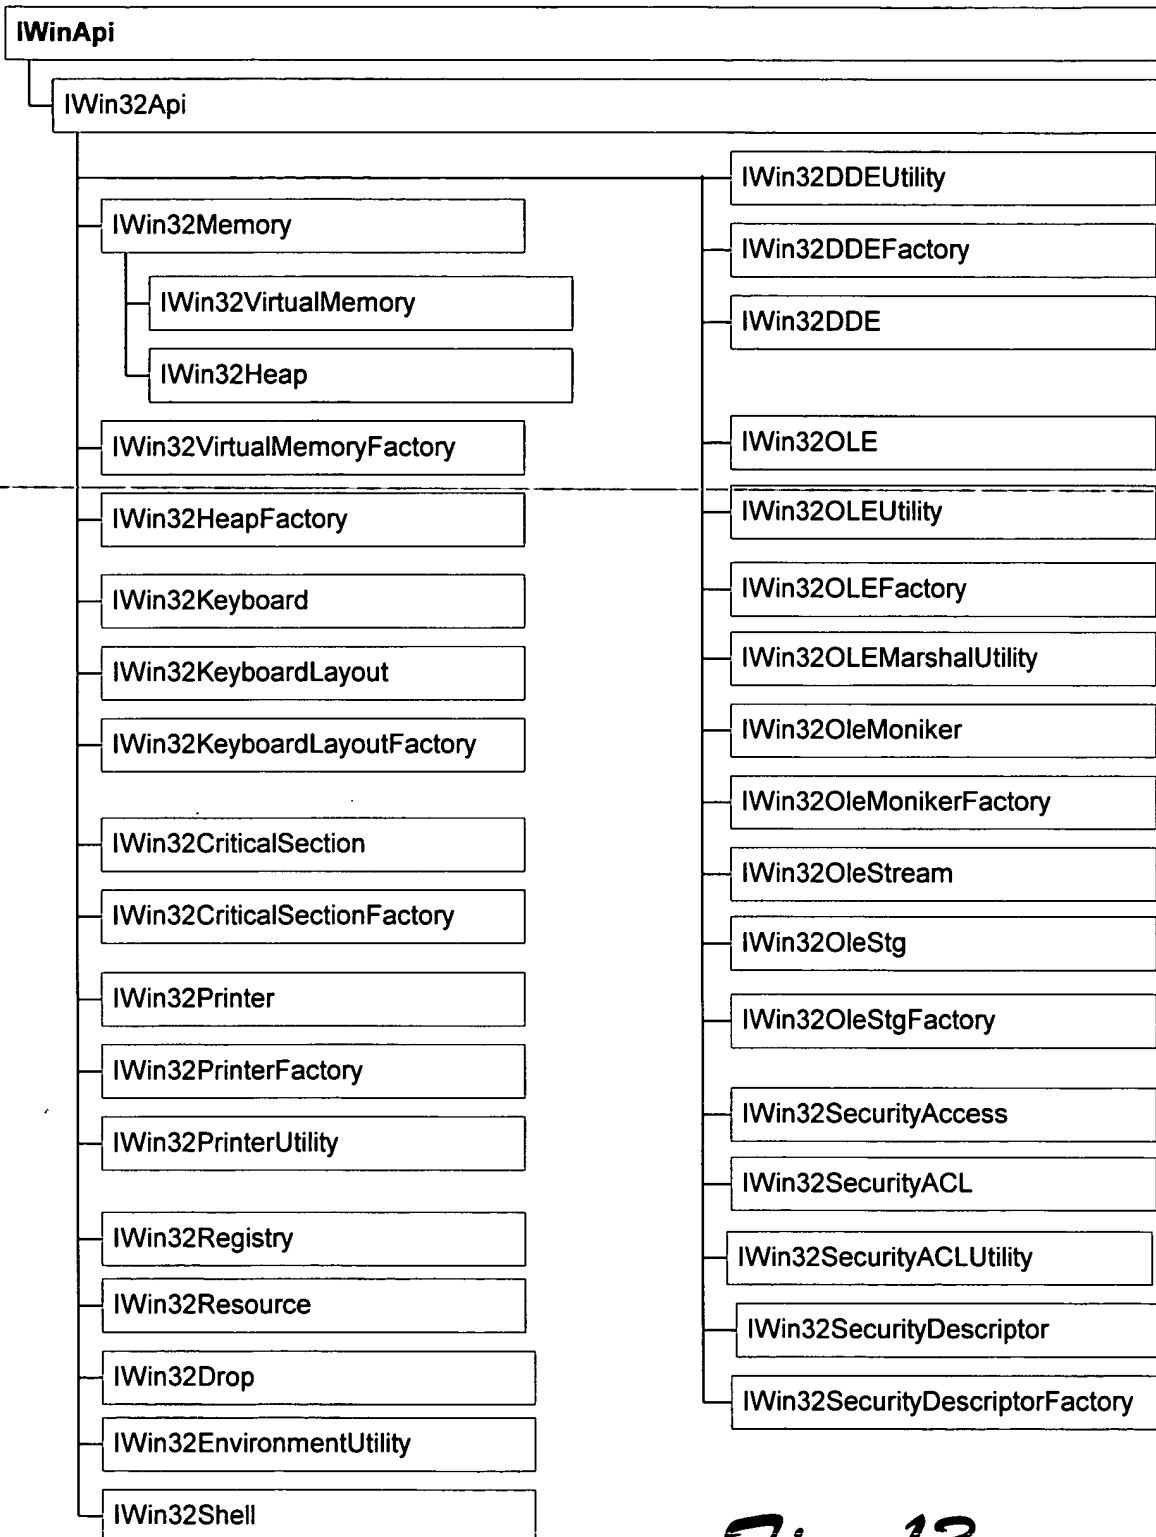 IWinApi
IWin32Api
IWin32Memory
IWin32VirtualMemory
IWin32Heap
IWin32VirtualMemoryFactory
IWin32HeapFactory
IWin32Keyboard
IWin32KeyboardLayout
IWin32KeyboardLayoutFactory
IWin32CriticalSection
IWin32CriticalSectionFactory
IWin32Printer
IWin32PrinterFactory
IWin32PrinterUtility
IWin32Registry
IWin32Resource
IWin32Drop
IWin32EnvironmentUtility
IWin32Shell
IWin32DDEUtility
IWin32DDEFactory
IWin32DDE
IWin32OLE
IWin32OLEUtility
IWin32OLEFactory
IWin32OLEMarshalUtility
IWin32OleMoniker
IWin32OleMonikerFactory
IWin32OleStream
IWin32OleStg
IWin32OleStgFactory
IWin32SecurityAccess
IWin32SecurityACL
IWin32SecurityACLUtility
IWin32SecurityDescriptor
IWin32SecurityDescriptorFactory